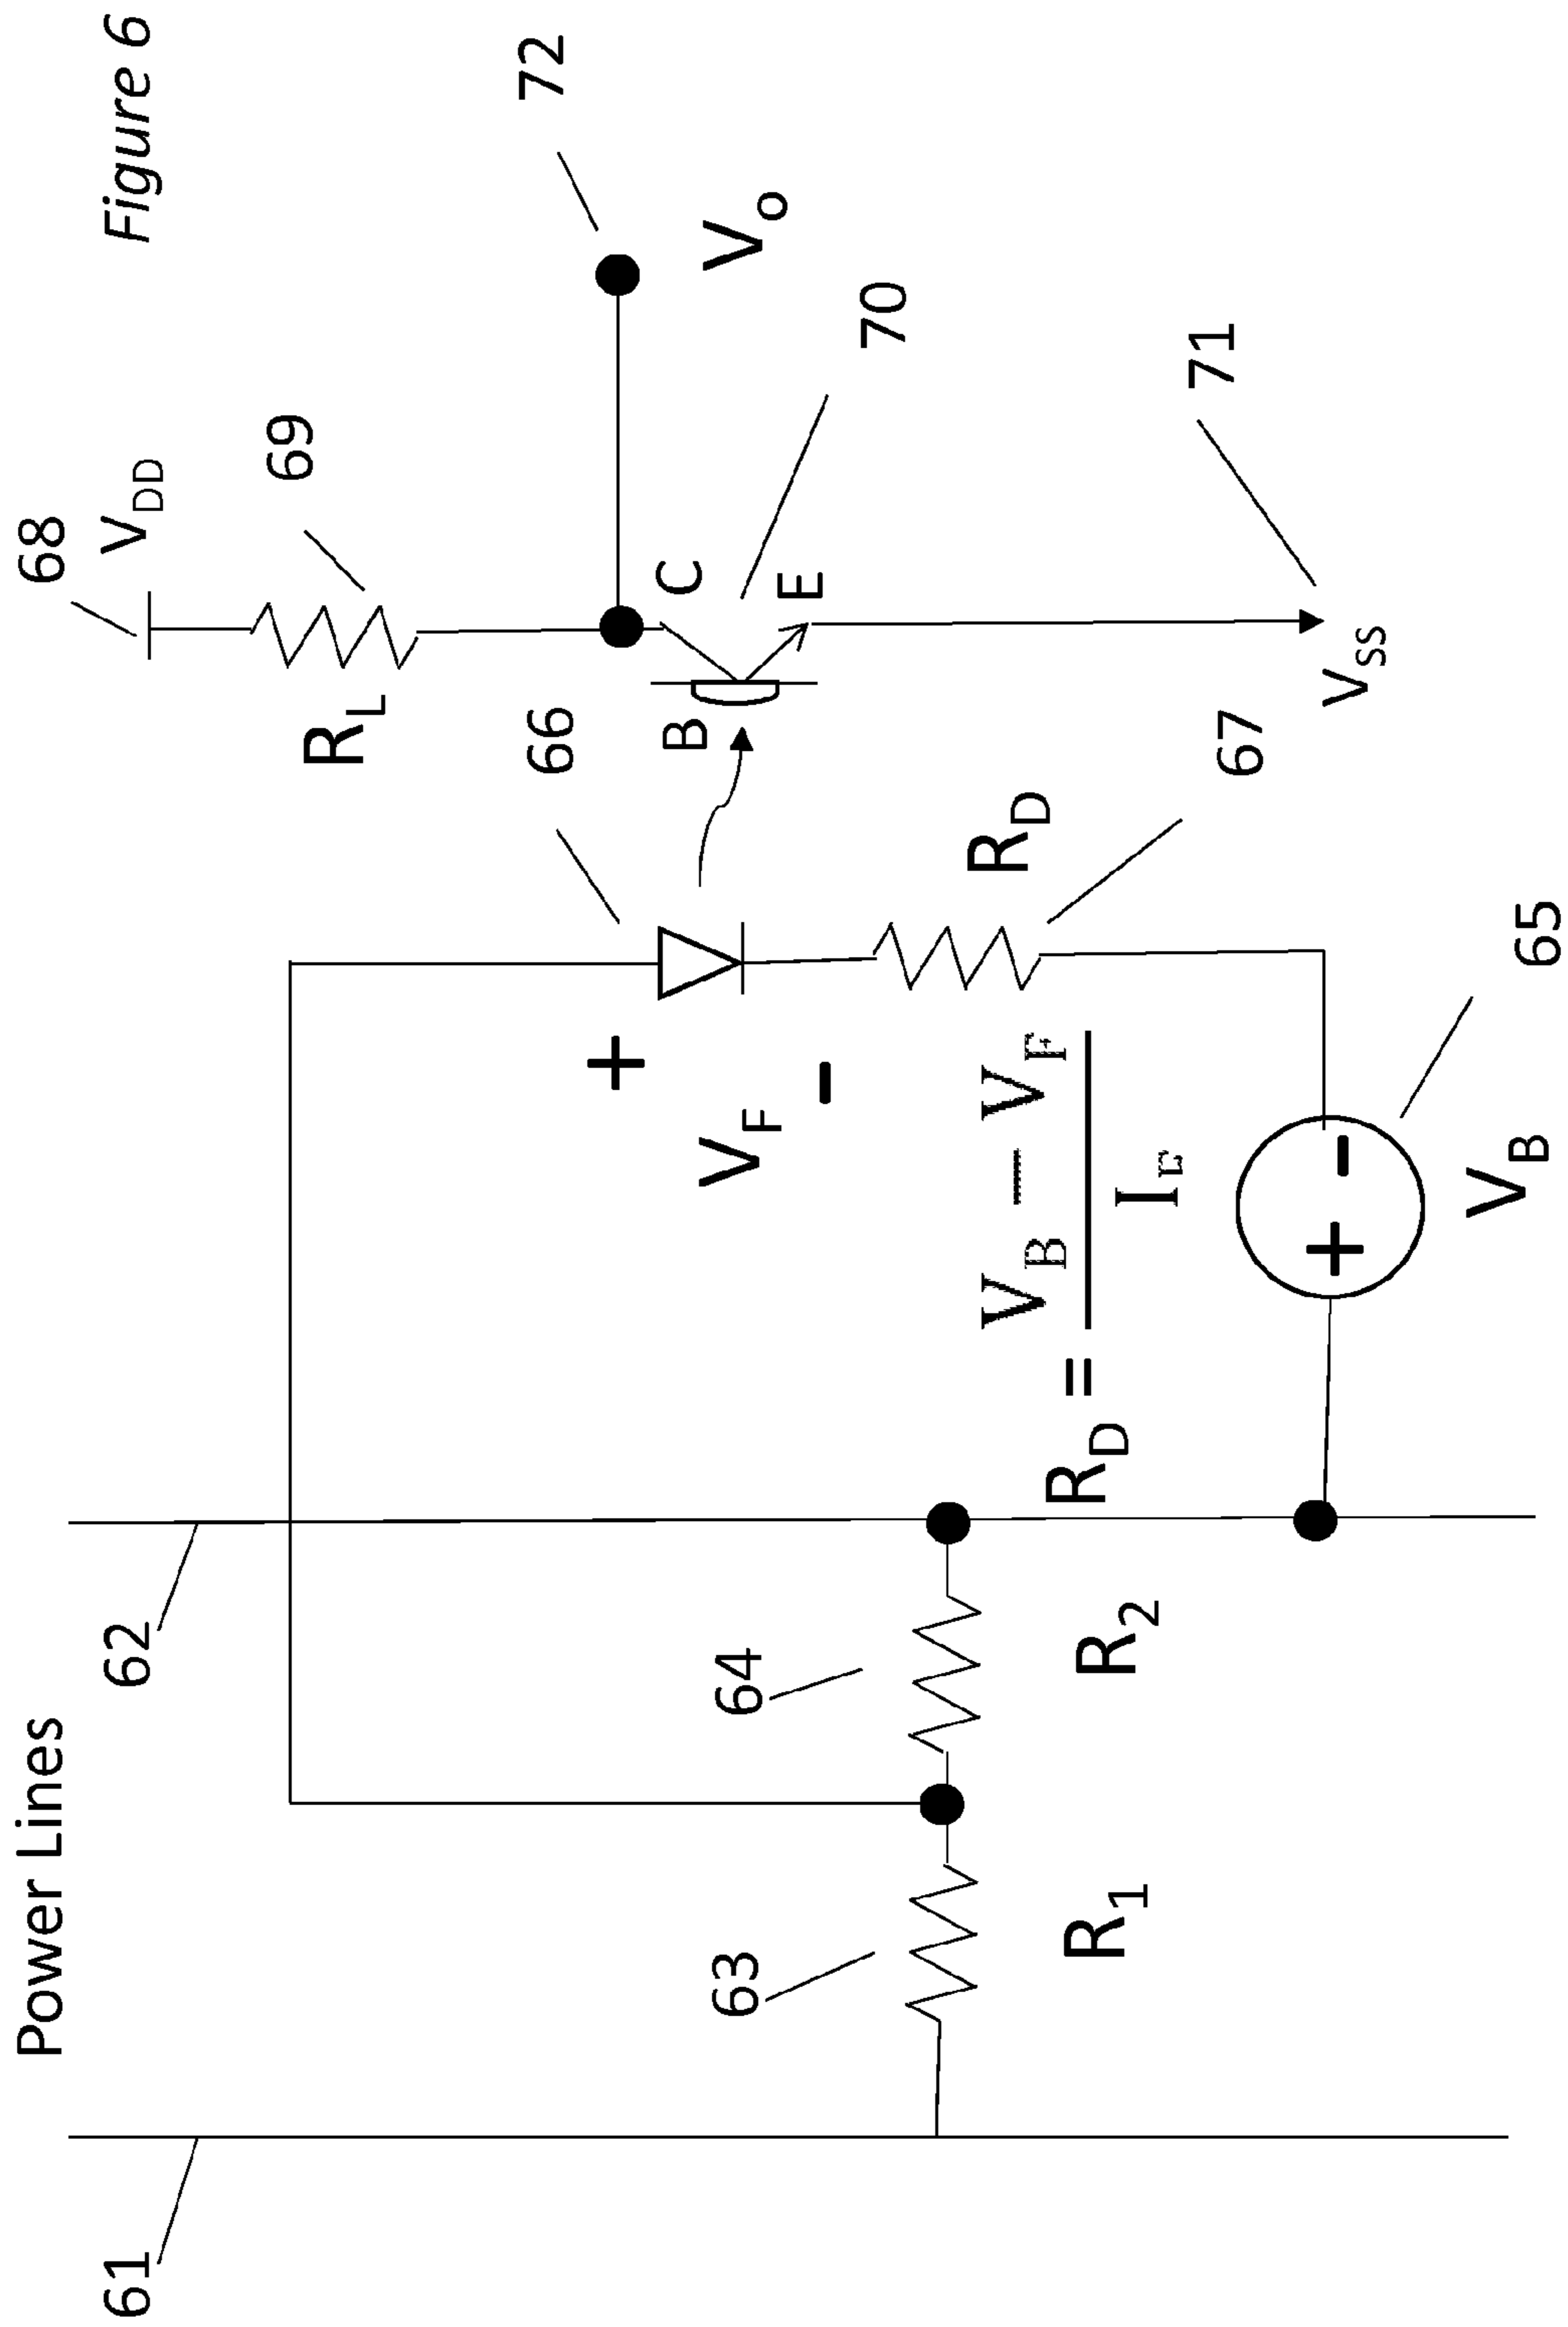 Figure 6
Power Lines
61
62
63
R1
64
R2
65
VB
+ -
66
+
VF
-
67
RD
RD = VB – VF
68
VDD
69
RL
70
C
B
E
71
VSS
72
VO